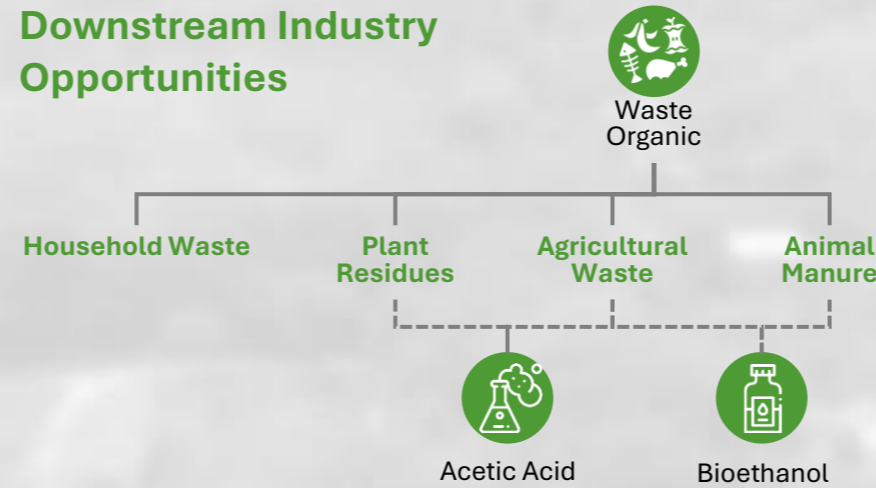 Downstream Industry
Opportunities
Waste
Organic
Household Waste
Plant
Residues
Agricultural
Waste
Animal
Manure
Acetic Acid
Bioethanol